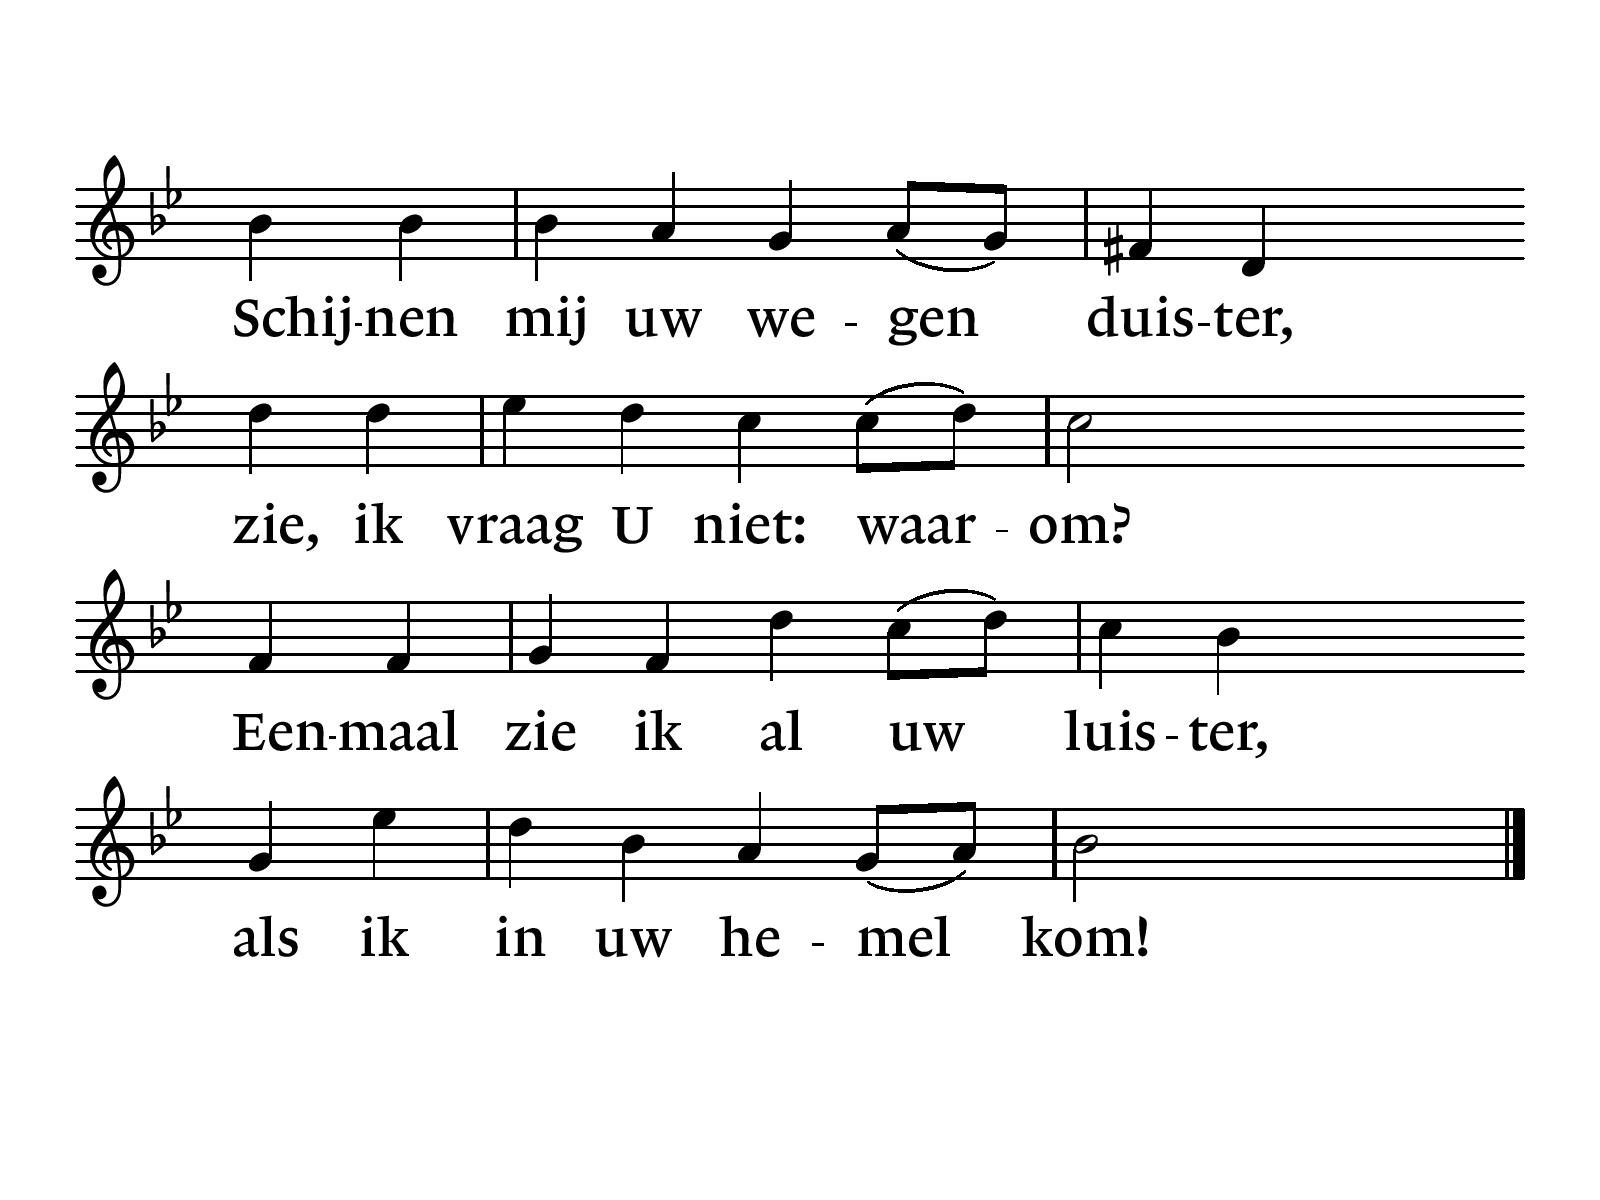 Schij-nen mij uw we - gen duis-ter,
zie, ik vraag U niet: waar - om?
Een-maal zie ik al uw luis - ter,
als ik in uw he - mel kom!